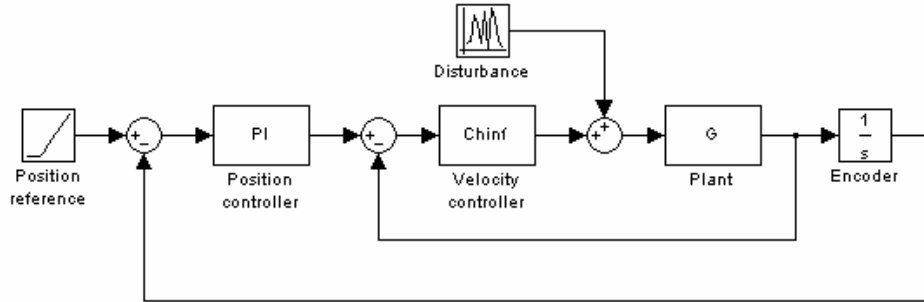 Disturbance
+
−
PI
+
−
Chinf
+
+
G
1
s
Position
reference
Position
controller
Velocity
controller
Plant
Encoder